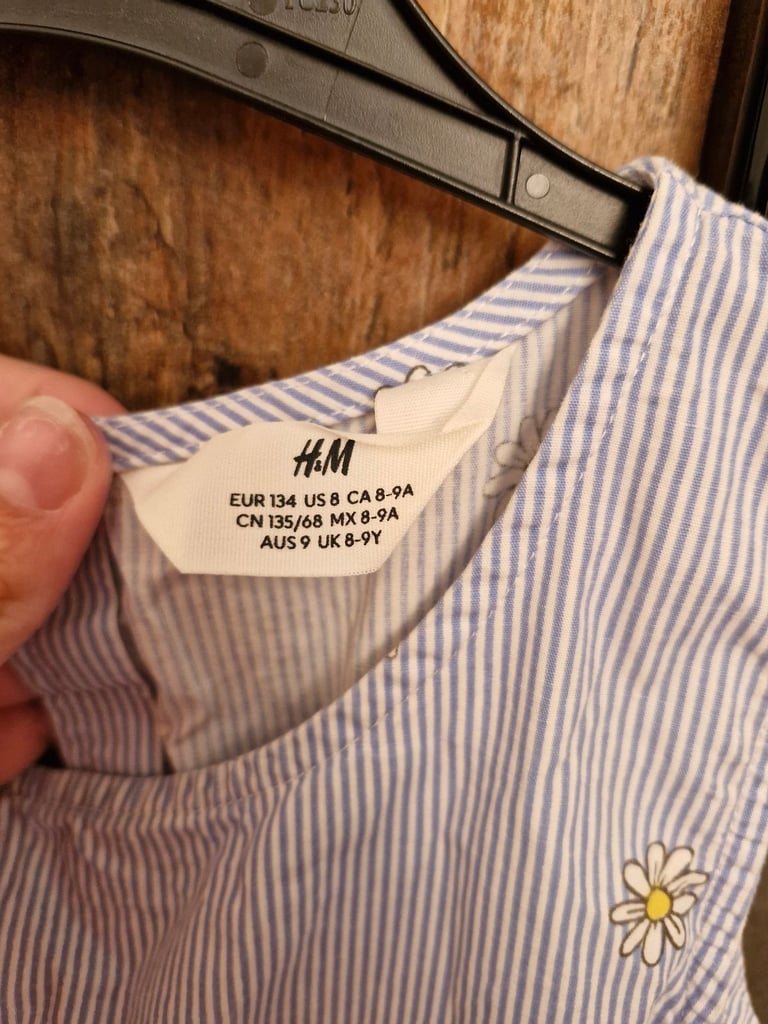 H&M
EUR 134 US 8 CA 8-9A
CN 135/68 MX 8-9A
AUS 9 UK 8-9Y